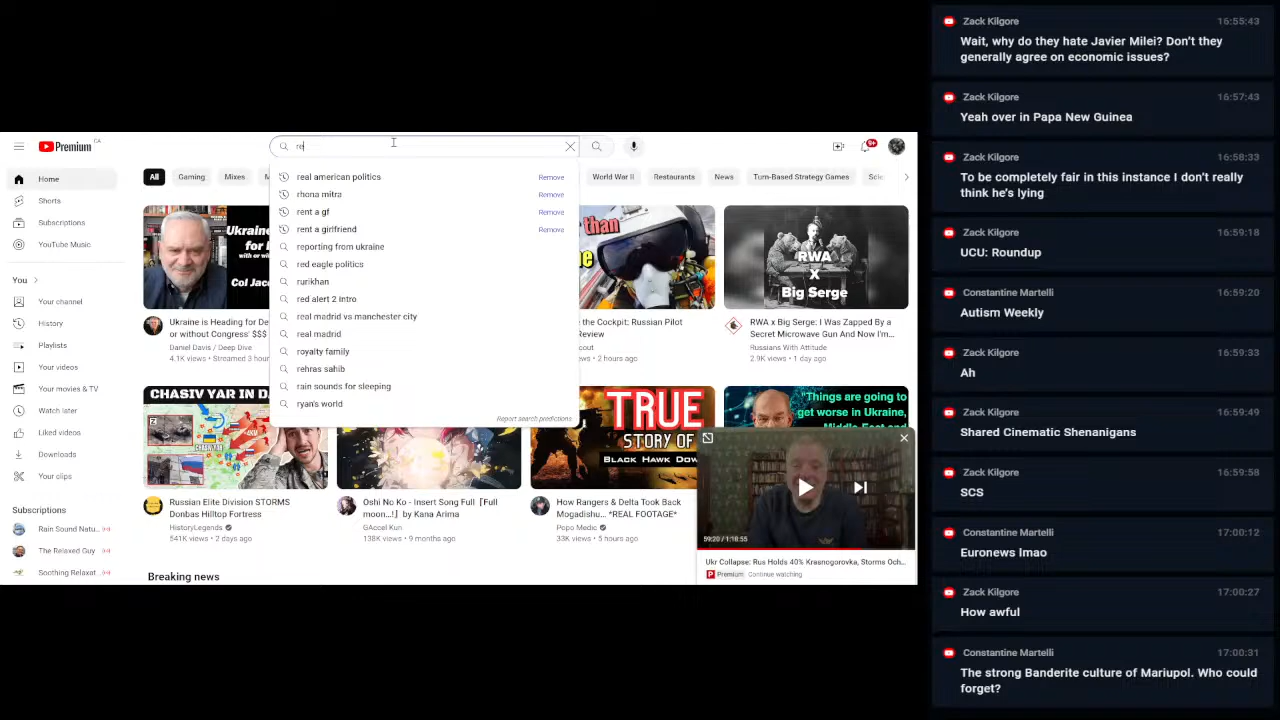 Premium CA
re
9+
Home
Shorts
Subscriptions
YouTube Music
You
Your channel
History
Playlists
Your videos
Your movies & TV
Watch later
Liked videos
Downloads
Your clips
Subscriptions
Rain Sound Natu...
The Relaxed Guy
Soothing Relaxat
All
Gaming
Mixes
World War II
Restaurants
News
Turn-Based Strategy Games
real american politics Remove
rhona mitra Remove
rent a gf Remove
rent a girlfriend Remove
reporting from ukraine
red eagle politics
rurikhan
red alert 2 intro
real madrid vs manchester city
real madrid
royalty family
rehras sahib
rain sounds for sleeping
ryan's world
Report search predictions
Ukraine is Heading for De
or without Congress' $$$
Daniel Davis / Deep Dive
4.1K views • Streamed 3 hour
than
the Cockpit: Russian Pilot
2 hours ago
RWA
X
Big Serge
RWA x Big Serge: I Was Zapped By a
Secret Microwave Gun And Now I'm...
Russians With Attitude
2.9K views • 1 day ago
CHASIV YAR IN D
Russian Elite Division STORMS
Donbas Hilltop Fortress
HistoryLegends
541K views • 2 days ago
Oshi No Ko - Insert Song Full「Full
moon...!」by Kana Arima
GAccel Kun
138K views • 9 months ago
TRUE
STORY OF
BLACK HAWK DOW
How Rangers & Delta Took Back
Mogadishu... *REAL FOOTAGE*
Popo Medic
33K views • 5 hours ago
"Things are going to
get worse in Ukraine,
59:20 / 1:18:55
Ukr Collapse: Rus Holds 40% Krasnogorovka, Storms Och...
Premium Continue watching
Breaking news
Zack Kilgore 16:55:43
Wait, why do they hate Javier Milei? Don't they
generally agree on economic issues?
Zack Kilgore 16:57:43
Yeah over in Papa New Guinea
Zack Kilgore 16:58:33
To be completely fair in this instance I don't really
think he's lying
Zack Kilgore 16:59:18
UCU: Roundup
Constantine Martelli 16:59:20
Autism Weekly
Zack Kilgore 16:59:33
Ah
Zack Kilgore 16:59:49
Shared Cinematic Shenanigans
Zack Kilgore 16:59:58
SCS
Constantine Martelli 17:00:12
Euronews lmao
Zack Kilgore 17:00:27
How awful
Constantine Martelli 17:00:31
The strong Banderite culture of Mariupol. Who could
forget?